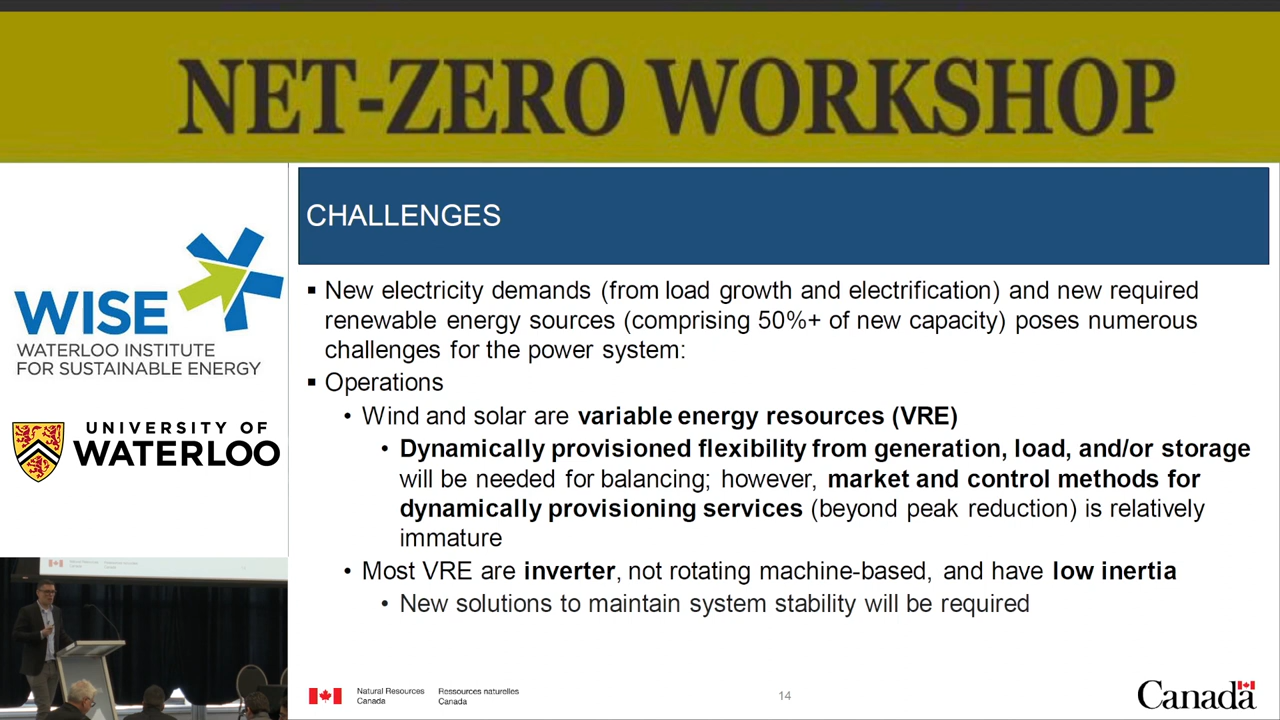 NET-ZERO WORKSHOP
WISE
WATERLOO INSTITUTE
FOR SUSTAINABLE ENERGY
UNIVERSITY OF
WATERLOO
CHALLENGES
▪ New electricity demands (from load growth and electrification) and new required
renewable energy sources (comprising 50%+ of new capacity) poses numerous
challenges for the power system:
▪ Operations
• Wind and solar are variable energy resources (VRE)
• Dynamically provisioned flexibility from generation, load, and/or storage
will be needed for balancing; however, market and control methods for
dynamically provisioning services (beyond peak reduction) is relatively
immature
• Most VRE are inverter, not rotating machine-based, and have low inertia
• New solutions to maintain system stability will be required
Natural Resources
Canada
Ressources naturelles
Canada
14
Canada